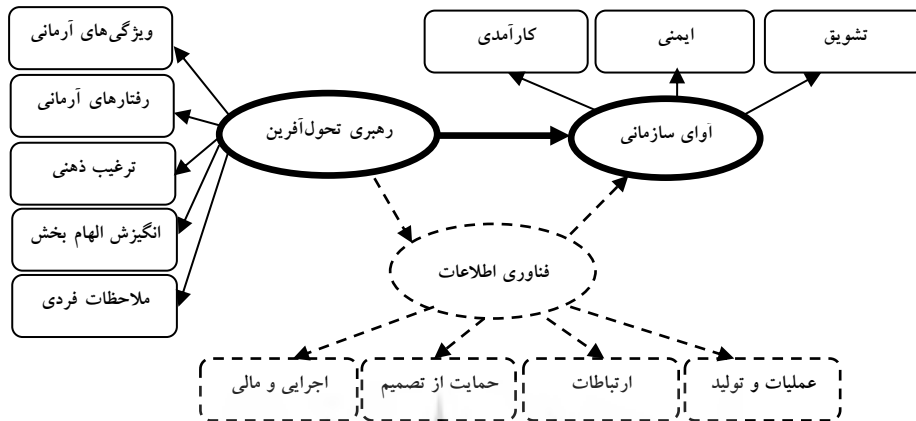 تشویق
ایمنی
کارآمدی
ویژگی‌های آرمانی
رفتارهای آرمانی
ترغیب ذهنی
انگیزش الهام بخش
ملاحظات فردی
رهبری تحول‌آفرین
آوای سازمانی
فناوری اطلاعات
عملیات و تولید
ارتباطات
حمایت از تصمیم
اجرایی و مالی